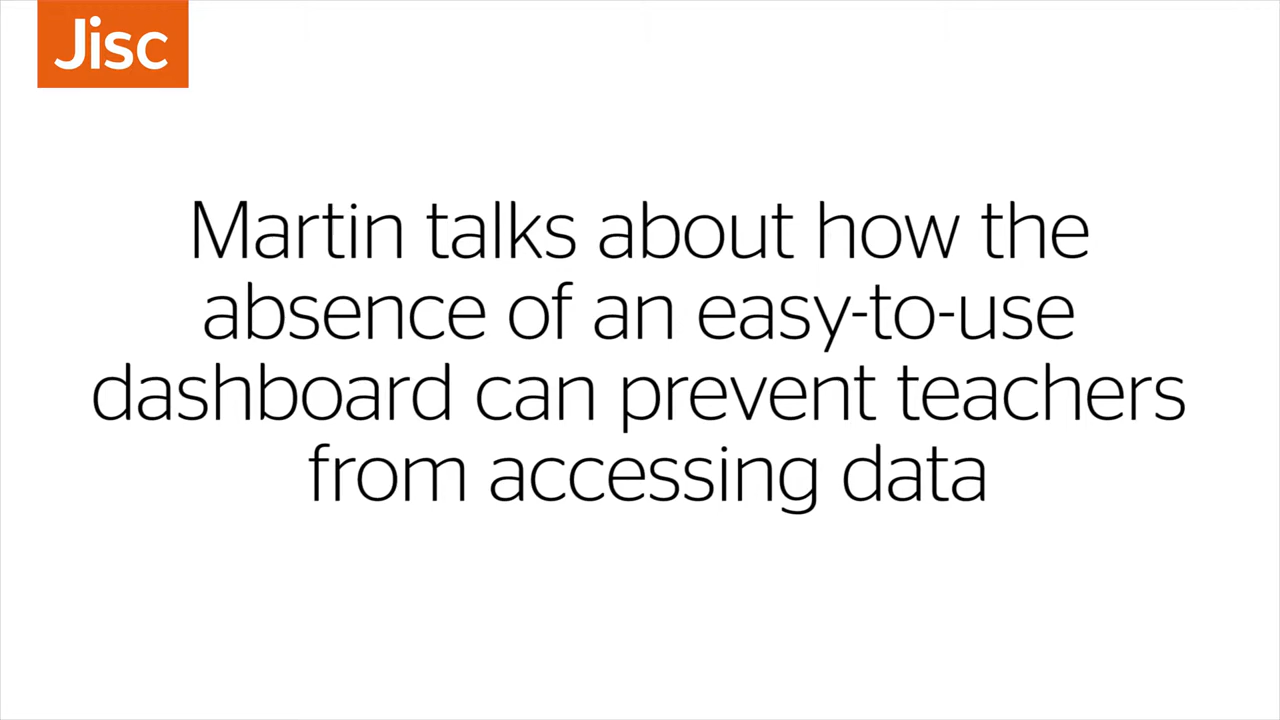 Jisc
Martin talks about how the
absence of an easy-to-use
dashboard can prevent teachers
from accessing data